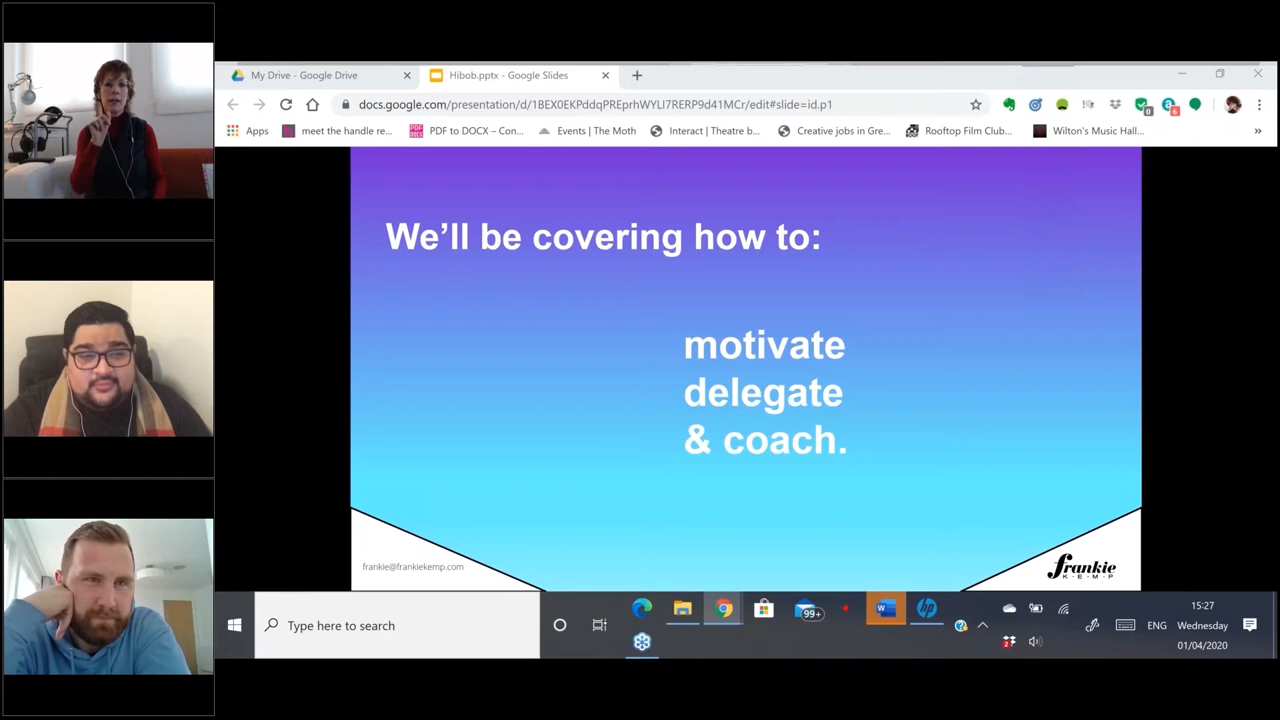 My Drive - Google Drive
Hibob.pptx - Google Slides
docs.google.com/presentation/d/1BEX0EKPddqPREprhWYLI7RERP9d41MCr/edit#slide=id.p1
Apps
meet the handle re...
PDF to DOCX – Con...
Events | The Moth
Interact | Theatre b...
Creative jobs in Gre...
Rooftop Film Club...
Wilton's Music Hall...
We'll be covering how to:
motivate
delegate
& coach.
frankie@frankiekemp.com
frankie
KEMP
Type here to search
99+
ENG
15:27
Wednesday
01/04/2020